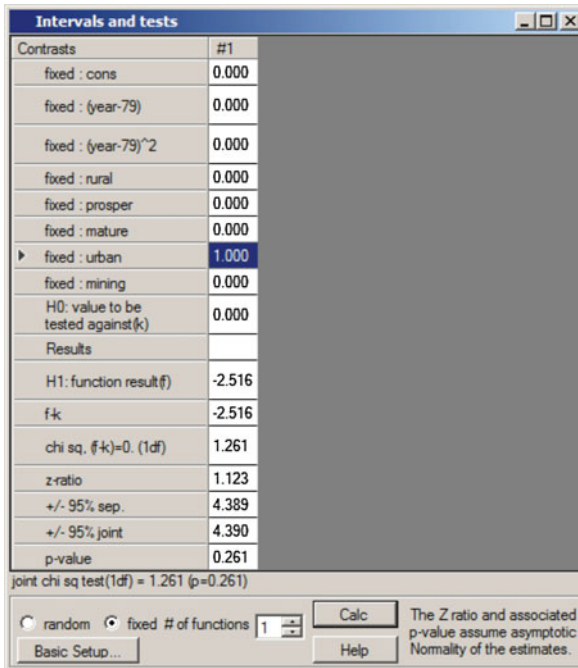 Intervals and tests
Contrasts #1
fixed : cons 0.000
fixed : (year-79) 0.000
fixed : (year-79)^2 0.000
fixed : rural 0.000
fixed : prosper 0.000
fixed : mature 0.000
fixed : urban 1.000
fixed : mining 0.000
H0: value to be
tested against(k) 0.000
Results
H1: function result(f) -2.516
f-k -2.516
chi sq, (f-k)=0. (1df) 1.261
z-ratio 1.123
+/- 95% sep. 4.389
+/- 95% joint 4.390
p-value 0.261
joint chi sq test(1df) = 1.261 (p=0.261)
random fixed # of functions 1
Basic Setup...
Calc
Help
The Z ratio and associated
p-value assume asymptotic
Normality of the estimates.